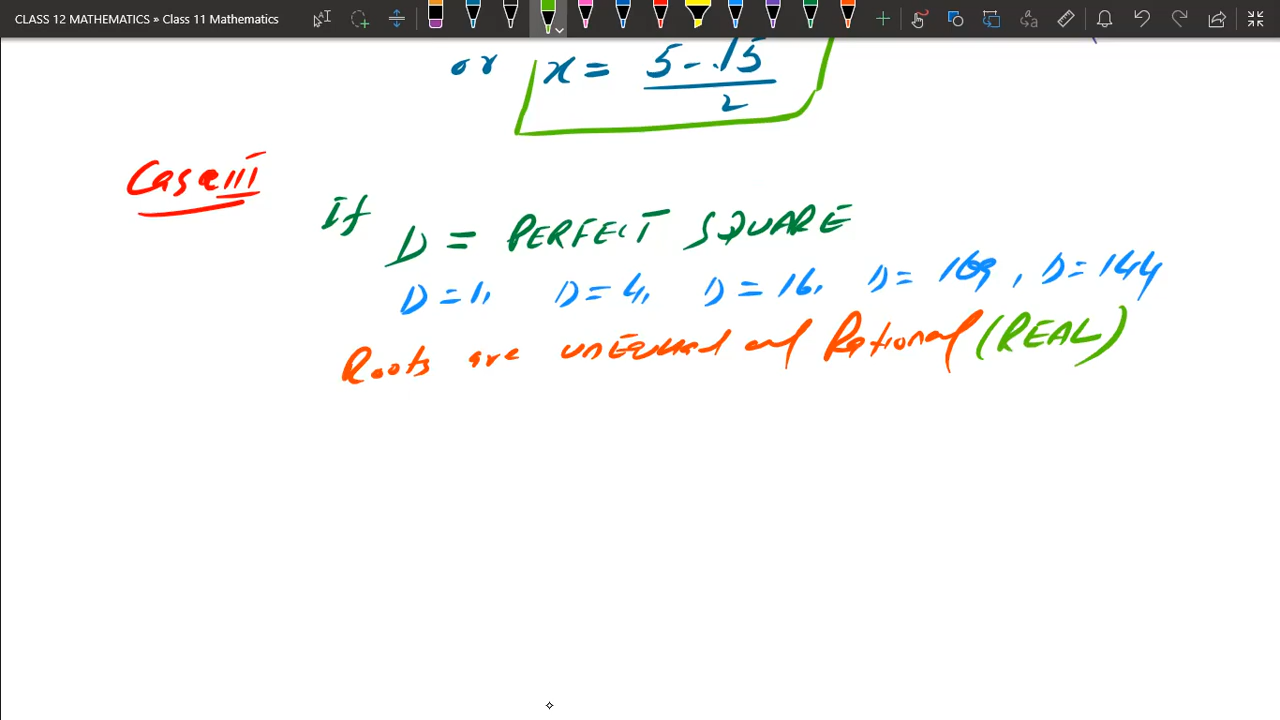 CLASS 12 MATHEMATICS » Class 11 Mathematics
or x = 5 - √5
2
Case III
If
D = PERFECT SQUARE
D = 1, D = 4, D = 16, D = 169, D = 144
Roots are unEqual and Rational (REAL)